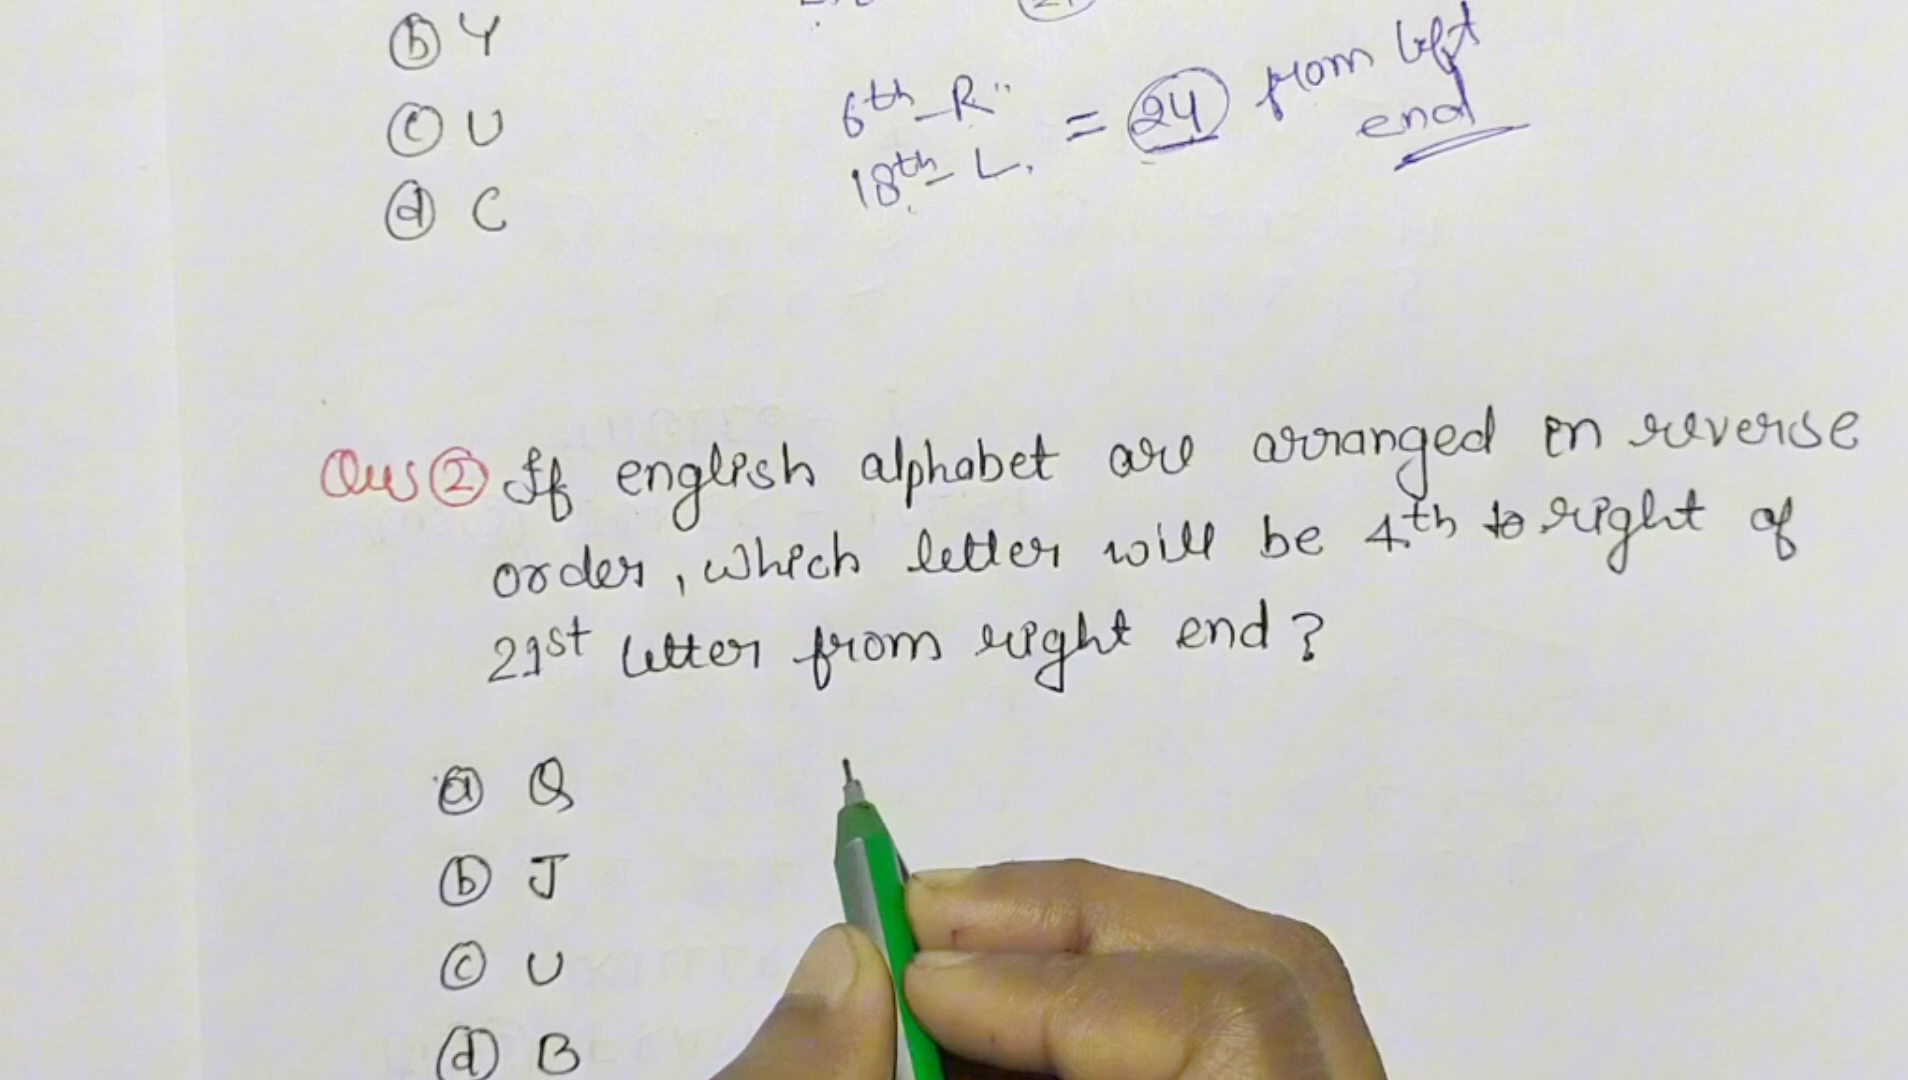 (b) Y
(c) U
(d) C
6th - R"
18th - L.
= 24 from left
end
Ques (2) If english alphabet are arranged in reverse
order, which letter will be 4th to right of
21st letter from right end?
(a) Q
(b) J
(c) U
(d) B